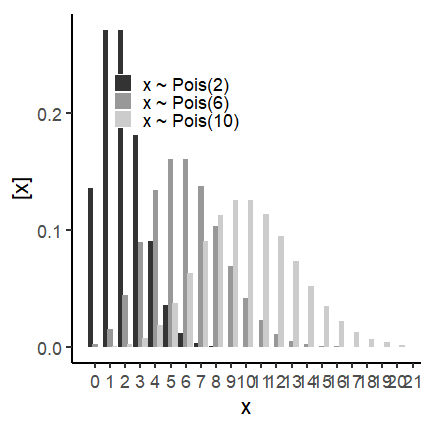 x ~ Pois(2)
x ~ Pois(6)
x ~ Pois(10)
0.2
0.1
0.0
[x]
0 1 2 3 4 5 6 7 8 9 10 11 12 13 14 15 16 17 18 19 20 21
x